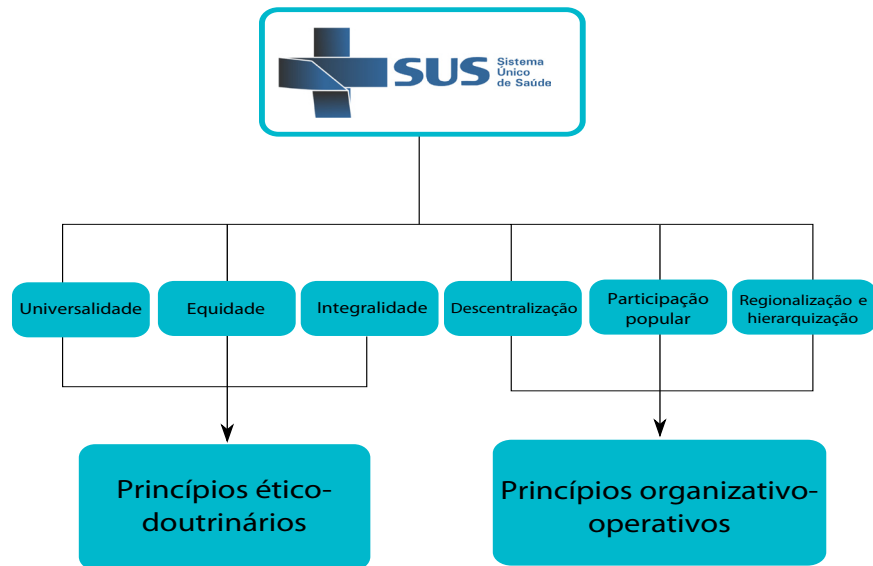 SUS
Sistema
Único
de Saúde
Universalidade
Equidade
Integralidade
Descentralização
Participação
popular
Regionalização e
hierarquização
Princípios ético-
doutrinários
Princípios organizativo-
operativos